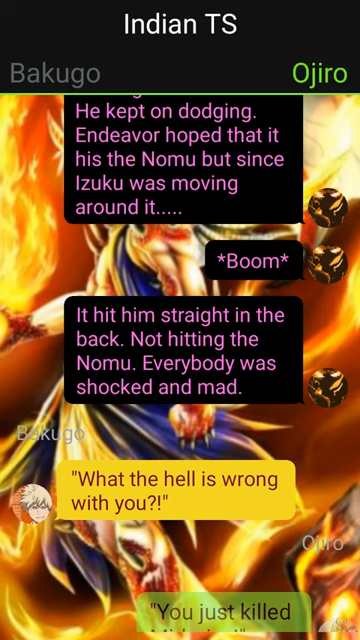 Indian TS
Bakugo
Ojiro
He kept on dodging.
Endeavor hoped that it
his the Nomu but since
Izuku was moving
around it.....
*Boom*
It hit him straight in the
back. Not hitting the
Nomu. Everybody was
shocked and mad.
Bakugo
"What the hell is wrong
with you?!"
Ojiro
"You just killed